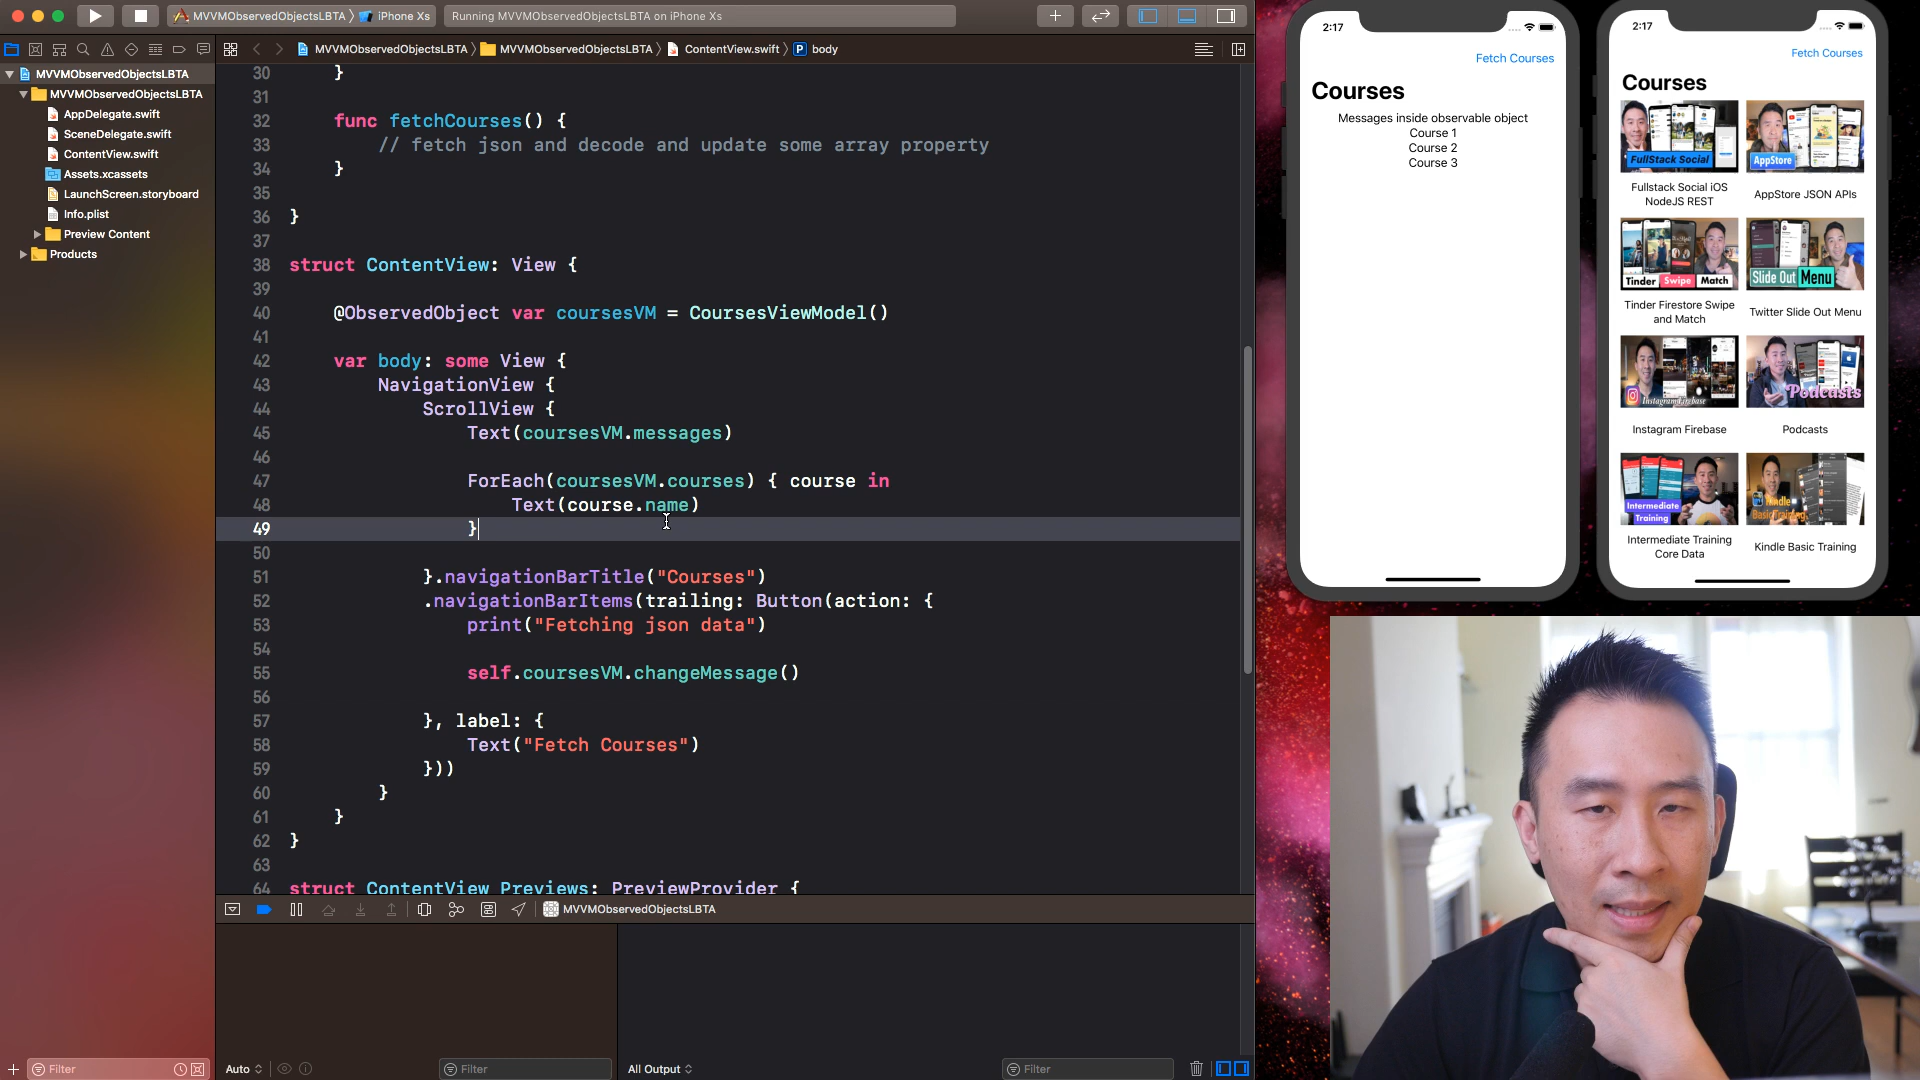 MVVMObservedObjectsLBTA
iPhone Xs
Running MVVMObservedObjectsLBTA on iPhone Xs
MVVMObservedObjectsLBTA
MVVMObservedObjectsLBTA
ContentView.swift
P body
MVVMObservedObjectsLBTA
MVVMObservedObjectsLBTA
AppDelegate.swift
SceneDelegate.swift
ContentView.swift
Assets.xcassets
LaunchScreen.storyboard
Info.plist
Preview Content
Products
30 }
31
32 func fetchCourses() {
33 // fetch json and decode and update some array property
34 }
35
36 }
37
38 struct ContentView: View {
39
40 @ObservedObject var coursesVM = CoursesViewModel()
41
42 var body: some View {
43 NavigationView {
44 ScrollView {
45 Text(coursesVM.messages)
46
47 ForEach(coursesVM.courses) { course in
48 Text(course.name)
49 }
50
51 }.navigationBarTitle("Courses")
52 .navigationBarItems(trailing: Button(action: {
53 print("Fetching json data")
54
55 self.coursesVM.changeMessage()
56
57 }, label: {
58 Text("Fetch Courses")
59 }))
60 }
61 }
62 }
63
64 struct ContentView_Previews: PreviewProvider {
MVVMObservedObjectsLBTA
Filter
Auto
Filter
All Output
Filter
2:17
Fetch Courses
Courses
Messages inside observable object
Course 1
Course 2
Course 3
2:17
Fetch Courses
Courses
FullStack Social
AppStore
Fullstack Social iOS
NodeJS REST
AppStore JSON APIs
Tinder Swipe Match
Slide Out Menu
Tinder Firestore Swipe
and Match
Twitter Slide Out Menu
Instagram Firebase
Podcasts
Instagram Firebase
Podcasts
Intermediate
Training
Kindle
Basic Training
Intermediate Training
Core Data
Kindle Basic Training